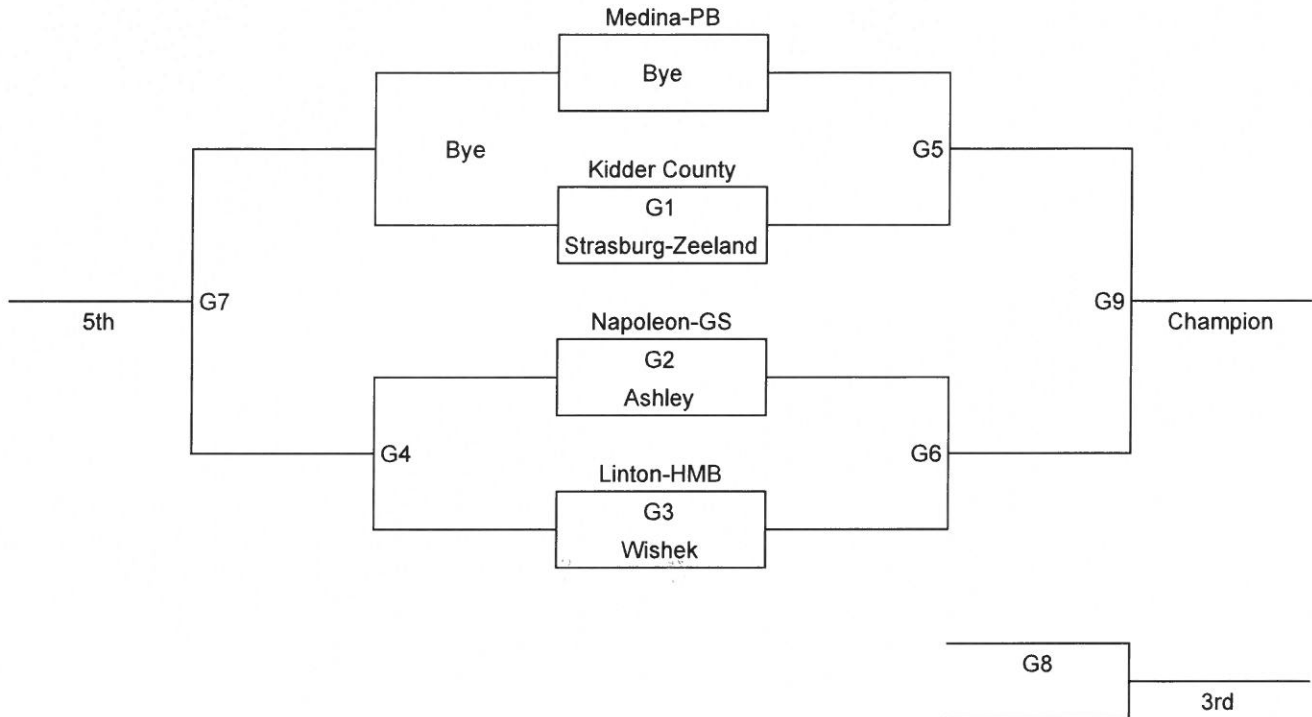 Medina-PB
Bye
Bye
G5
Kidder County
G1
Strasburg-Zeeland
G7
5th
G9
Champion
Napoleon-GS
G2
Ashley
G4
G6
Linton-HMB
G3
Wishek
G8
3rd